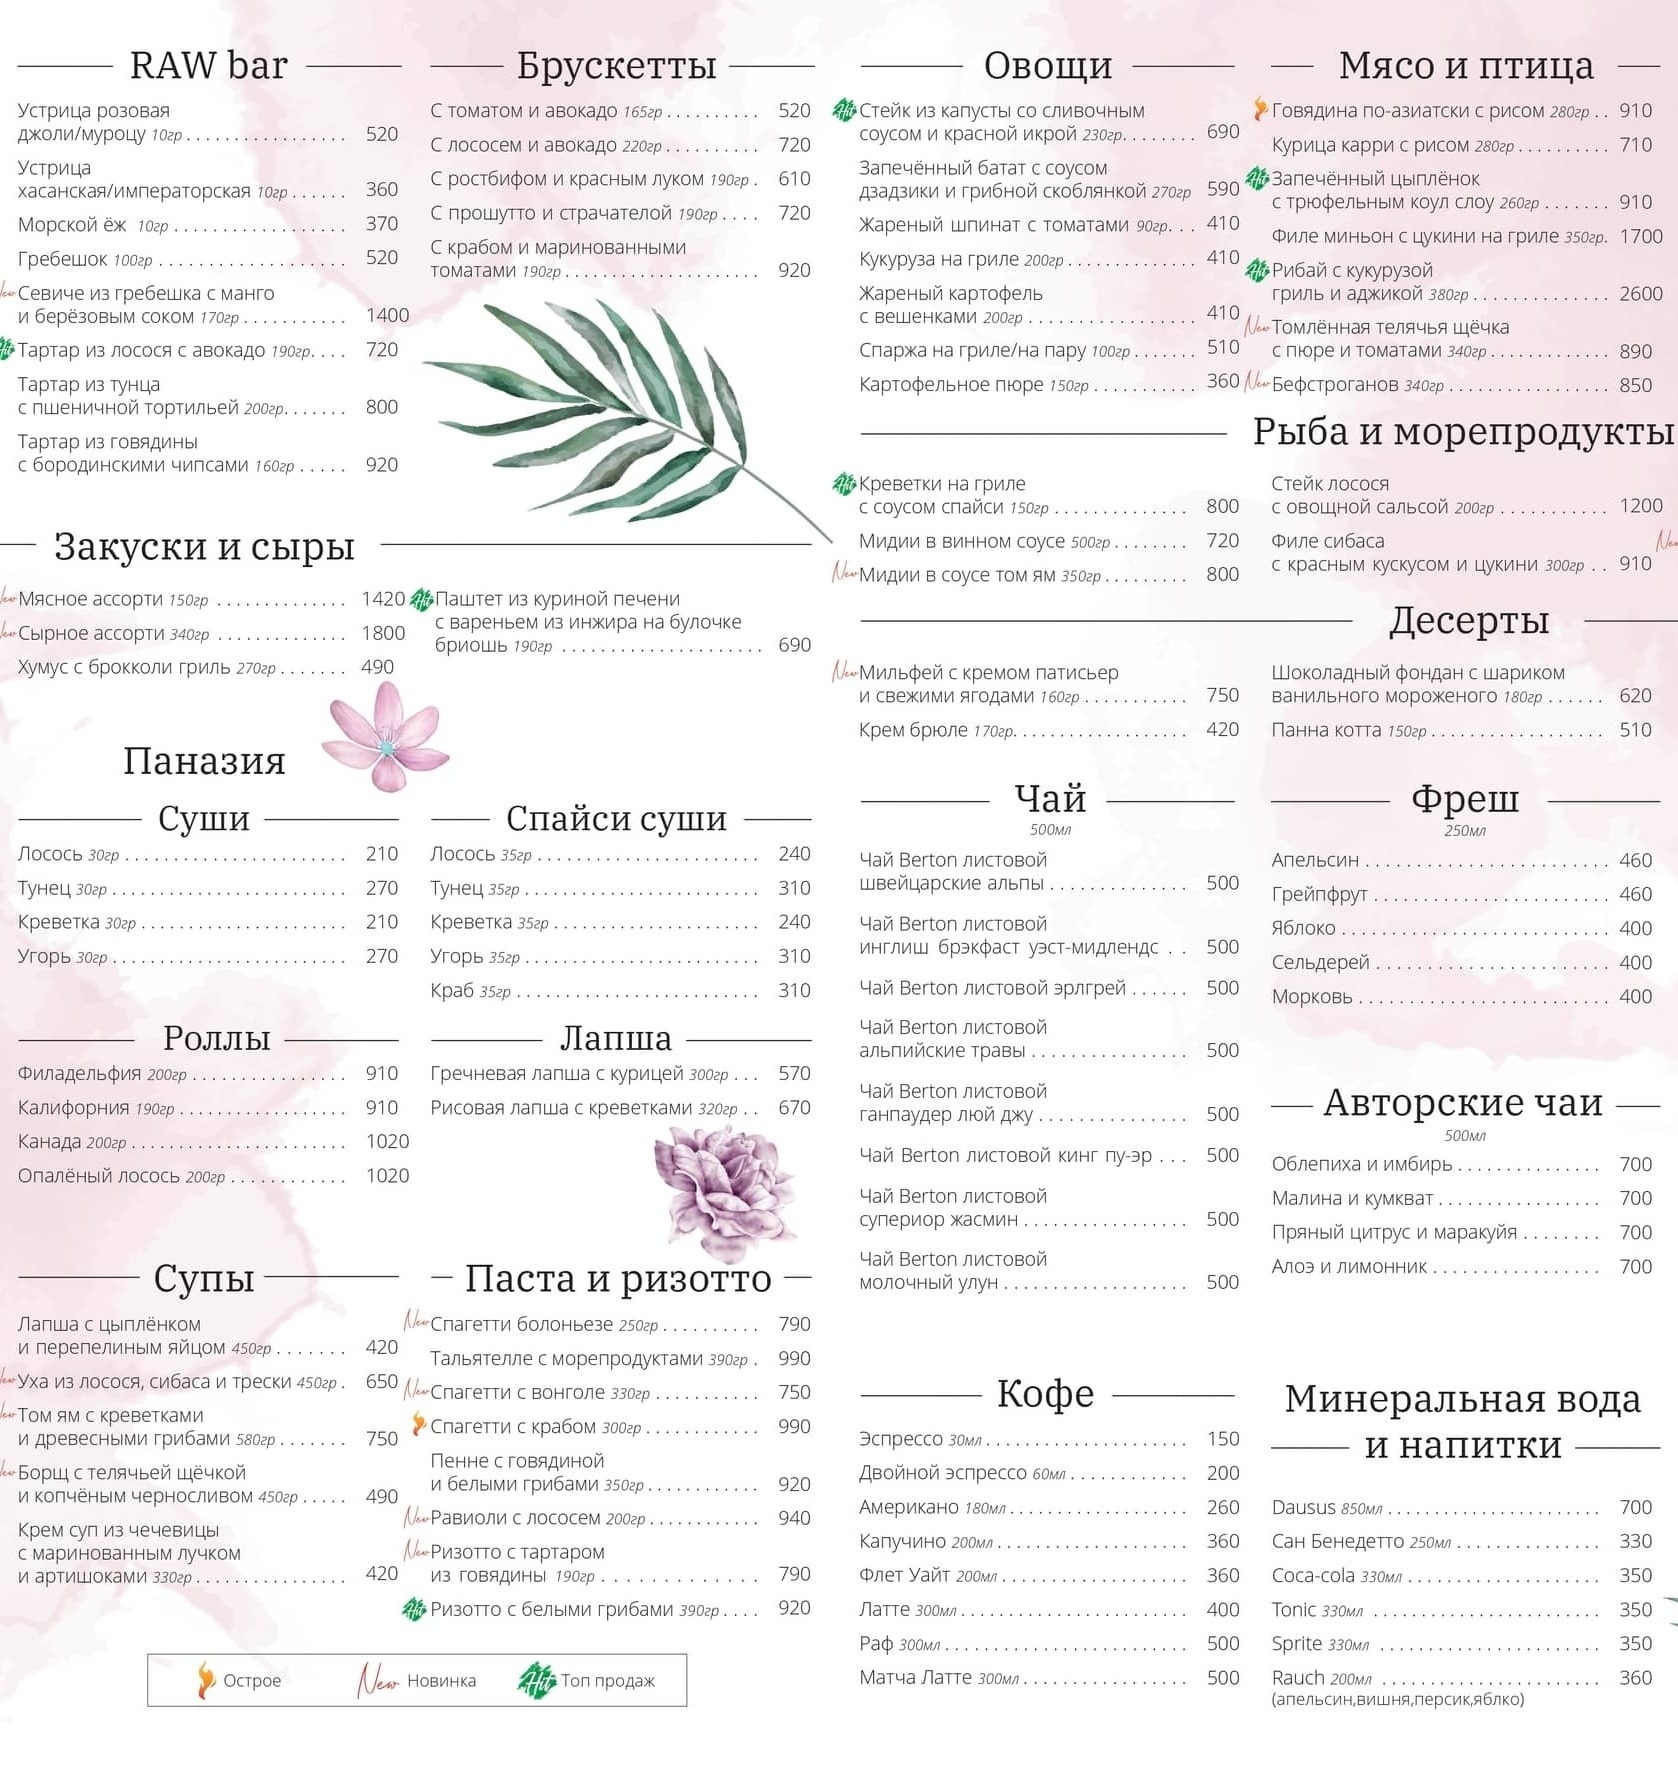 RAW bar
Устрица розовая
джоли/муроцу 10гр 520
Устрица
хасанская/императорская 10гр 360
Морской ёж 10гр 370
Гребешок 100гр 520
New Севиче из гребешка с манго
и берёзовым соком 170гр 1400
Hit Тартар из лосося с авокадо 190гр 720
Тартар из тунца
с пшеничной тортильей 200гр 800
Тартар из говядины
с бородинскими чипсами 160гр 920
Брускетты
С томатом и авокадо 165гр 520
С лососем и авокадо 220гр 720
С ростбифом и красным луком 190гр 610
С прошутто и страчателой 190гр 720
С крабом и маринованными
томатами 190гр 920
Закуски и сыры
New Мясное ассорти 150гр 1420
New Сырное ассорти 340гр 1800
Хумус с брокколи гриль 270гр 490
Hit Паштет из куриной печени
с вареньем из инжира на булочке
бриошь 190гр 690
Паназия
Суши
Лосось 30гр 210
Тунец 30гр 270
Креветка 30гр 210
Угорь 30гр 270
Спайси суши
Лосось 35гр 240
Тунец 35гр 310
Креветка 35гр 240
Угорь 35гр 310
Краб 35гр 310
Роллы
Филадельфия 200гр 910
Калифорния 190гр 910
Канада 200гр 1020
Опалёный лосось 200гр 1020
Лапша
Гречневая лапша с курицей 300гр 570
Рисовая лапша с креветками 320гр 670
Супы
Лапша с цыплёнком
и перепелиным яйцом 450гр 420
New Уха из лосося, сибаса и трески 450гр 650
New Том ям с креветками
и древесными грибами 580гр 750
New Борщ с телячьей щёчкой
и копчёным черносливом 450гр 490
Крем суп из чечевицы
с маринованным лучком
и артишоками 330гр 420
Паста и ризотто
New Спагетти болоньезе 250гр 790
Тальятелле с морепродуктами 390гр 990
New Спагетти с вонголе 330гр 750
Спагетти с крабом 300гр 990
Пенне с говядиной
и белыми грибами 350гр 920
New Равиоли с лососем 200гр 940
New Ризотто с тартаром
из говядины 190гр 790
Hit Ризотто с белыми грибами 390гр 920
Острое New Новинка Hit Топ продаж
Овощи
Hit Стейк из капусты со сливочным
соусом и красной икрой 230гр 690
Запечённый батат с соусом
дзадзики и грибной скоблянкой 270гр 590
Жареный шпинат с томатами 90гр 410
Кукуруза на гриле 200гр 410
Жареный картофель
с вешенками 200гр 410
Спаржа на гриле/на пару 100гр 510
Картофельное пюре 150гр 360
Мясо и птица
Говядина по-азиатски с рисом 280гр 910
Курица карри с рисом 280гр 710
Hit Запечённый цыплёнок
с трюфельным коул слоу 260гр 910
Филе миньон с цукини на гриле 350гр. 1700
Hit Рибай с кукурузой
гриль и аджикой 380гр 2600
New Томлённая телячья щёчка
с пюре и томатами 340гр 890
New Бефстроганов 340гр 850
Рыба и морепродукты
Hit Креветки на гриле
с соусом спайси 150гр 800
Мидии в винном соусе 500гр 720
New Мидии в соусе том ям 350гр 800
Стейк лосося
с овощной сальсой 200гр 1200
Филе сибаса New
с красным кускусом и цукини 300гр 910
Десерты
New Мильфей с кремом патисьер
и свежими ягодами 160гр 750
Крем брюле 170гр 420
Шоколадный фондан с шариком
ванильного мороженого 180гр 620
Панна котта 150гр 510
Чай
500мл
Чай Berton листовой
швейцарские альпы 500
Чай Berton листовой
инглиш брэкфаст уэст-мидлендс 500
Чай Berton листовой эрлгрей 500
Чай Berton листовой
альпийские травы 500
Чай Berton листовой
ганпаудер люй джу 500
Чай Berton листовой кинг пу-эр 500
Чай Berton листовой
супериор жасмин 500
Чай Berton листовой
молочный улун 500
Фреш
250мл
Апельсин 460
Грейпфрут 460
Яблоко 400
Сельдерей 400
Морковь 400
Авторские чаи
500мл
Облепиха и имбирь 700
Малина и кумкват 700
Пряный цитрус и маракуйя 700
Алоэ и лимонник 700
Кофе
Эспрессо 30мл 150
Двойной эспрессо 60мл 200
Американо 180мл 260
Капучино 200мл 360
Флет Уайт 200мл 360
Латте 300мл 400
Раф 300мл 500
Матча Латте 300мл 500
Минеральная вода
и напитки
Dausus 850мл 700
Сан Бенедетто 250мл 330
Coca-cola 330мл 350
Tonic 330мл 350
Sprite 330мл 350
Rauch 200мл 360
(апельсин,вишня,персик,яблко)